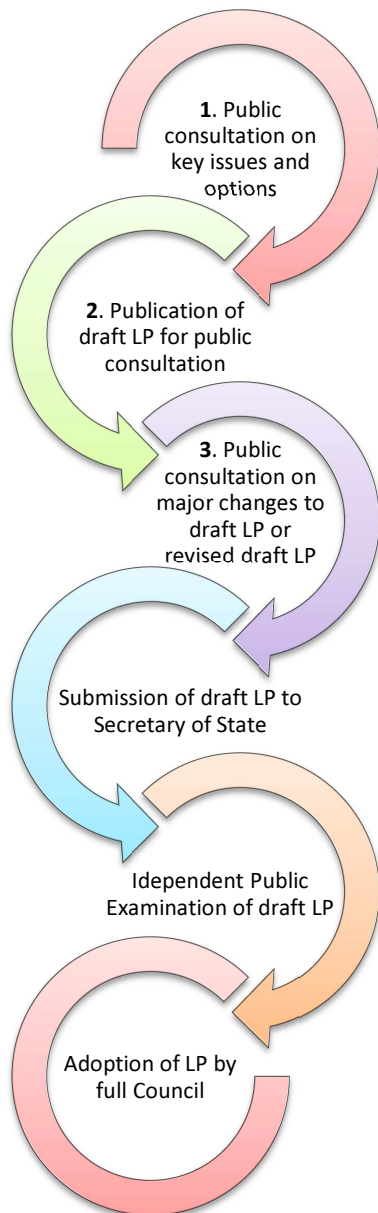 1. Public
consultation on
key issues and
options
2. Publication of
draft LP for public
consultation
3. Public
consultation on
major changes to
draft LP or
revised draft LP
Submission of draft LP to
Secretary of State
Idependent Public
Examination of draft LP
Adoption of LP by
full Council